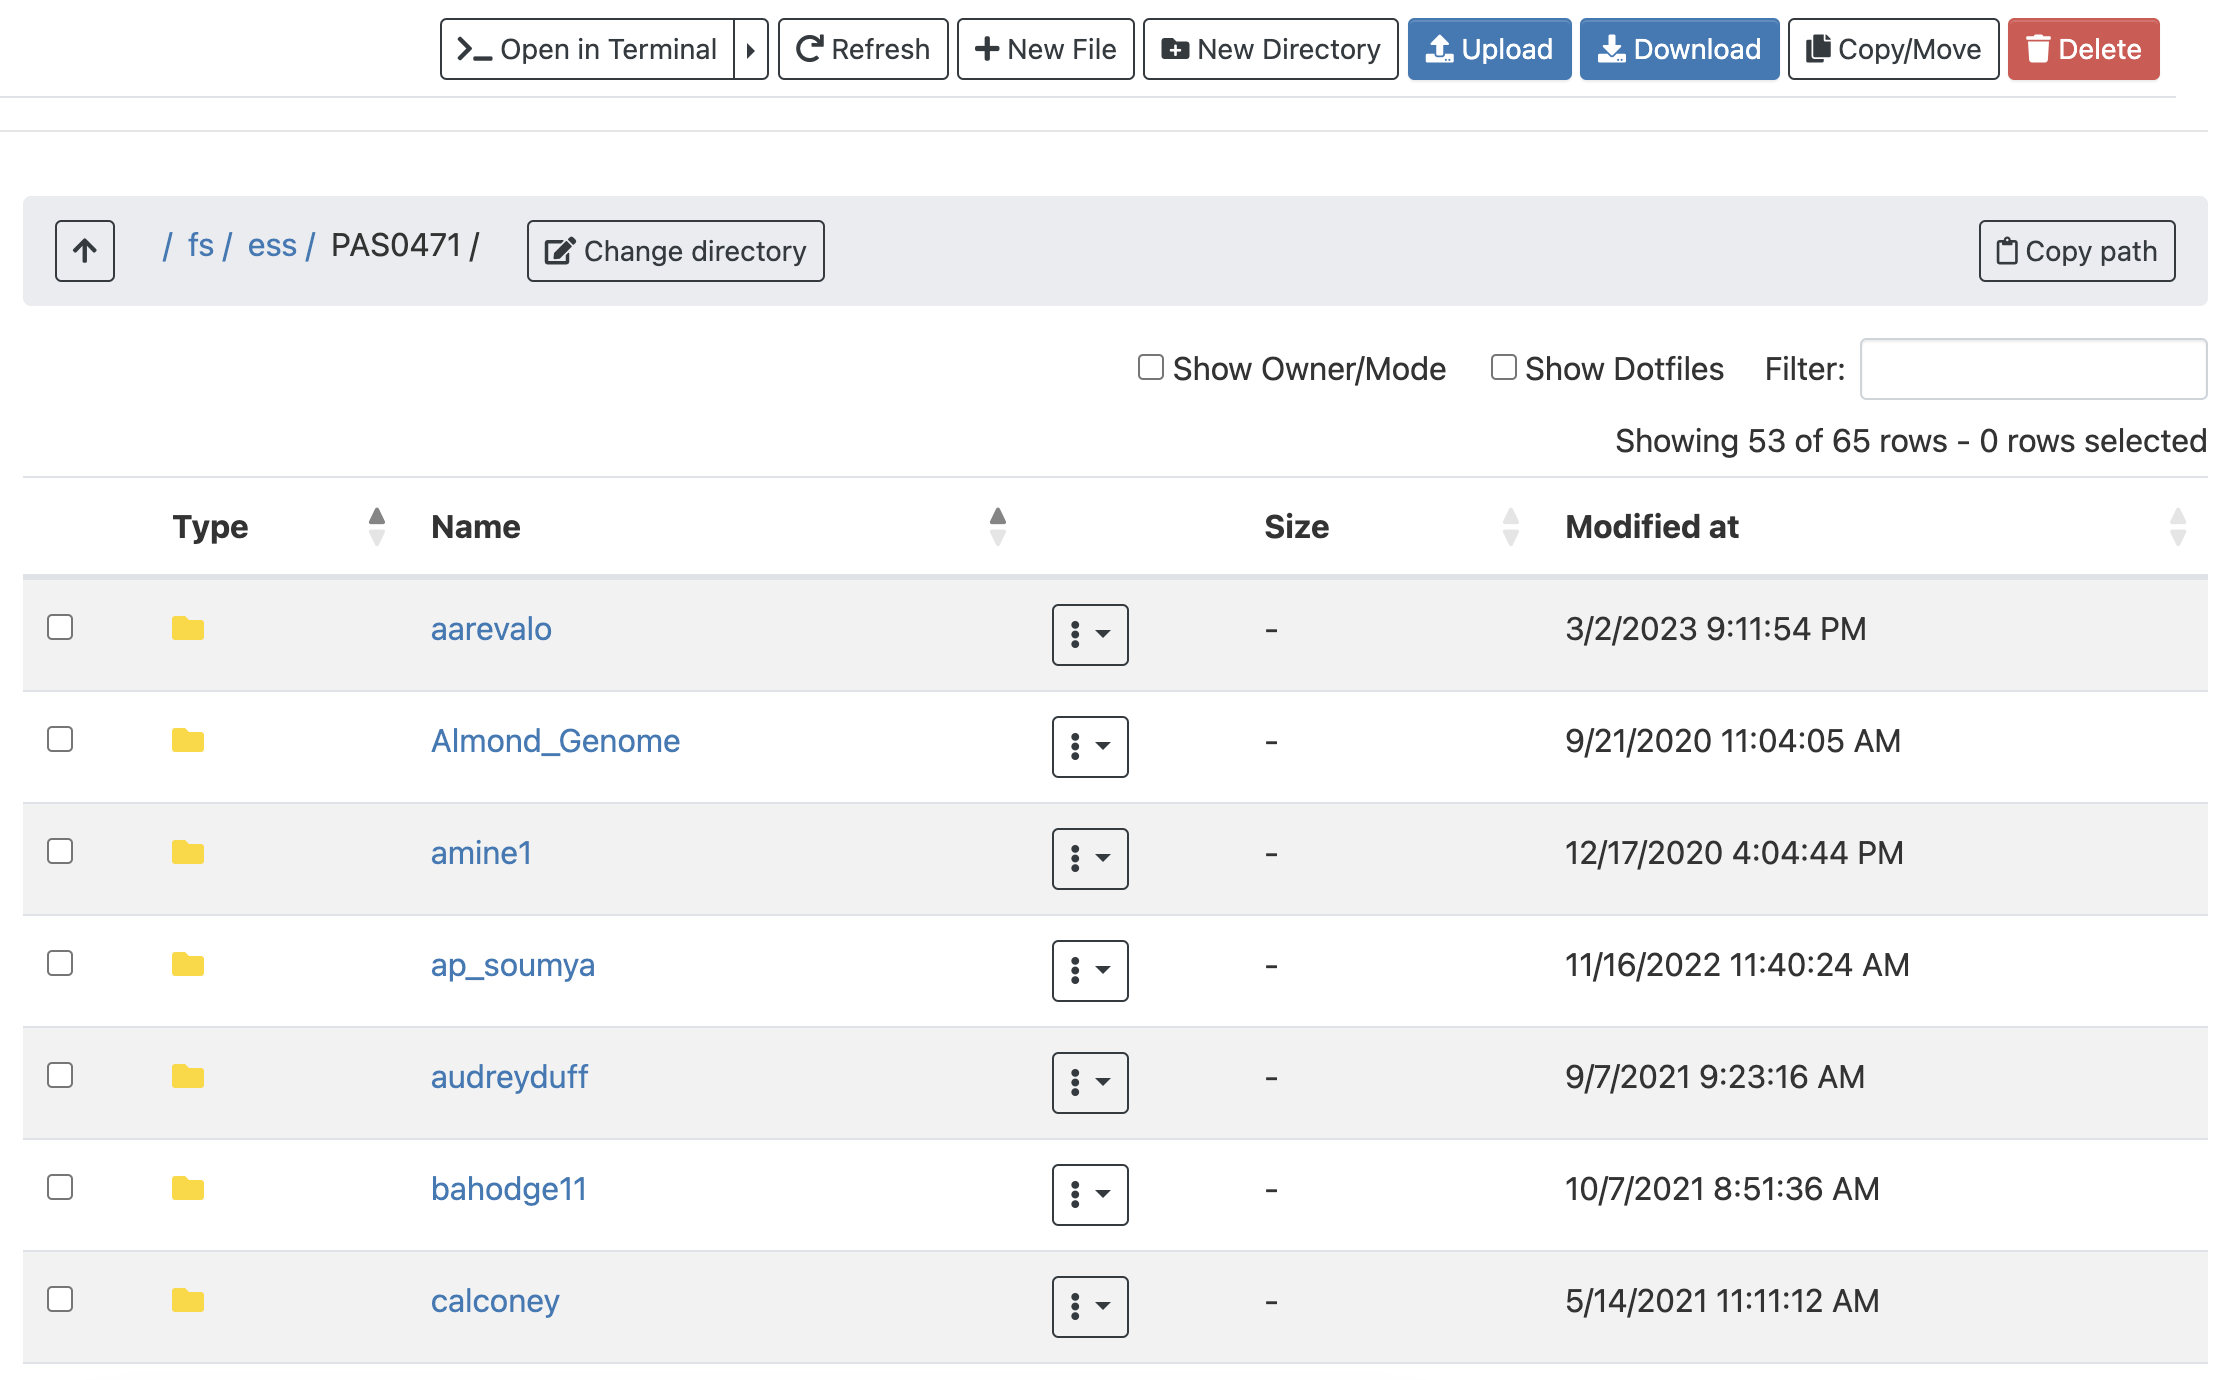 Open in Terminal Refresh New File New Directory Upload Download Copy/Move Delete
/ fs / ess / PAS0471 / Change directory Copy path
Show Owner/Mode Show Dotfiles Filter:
Showing 53 of 65 rows - 0 rows selected
Type Name Size Modified at
aarevalo - 3/2/2023 9:11:54 PM
Almond_Genome - 9/21/2020 11:04:05 AM
amine1 - 12/17/2020 4:04:44 PM
ap_soumya - 11/16/2022 11:40:24 AM
audreyduff - 9/7/2021 9:23:16 AM
bahodge11 - 10/7/2021 8:51:36 AM
calconey - 5/14/2021 11:11:12 AM